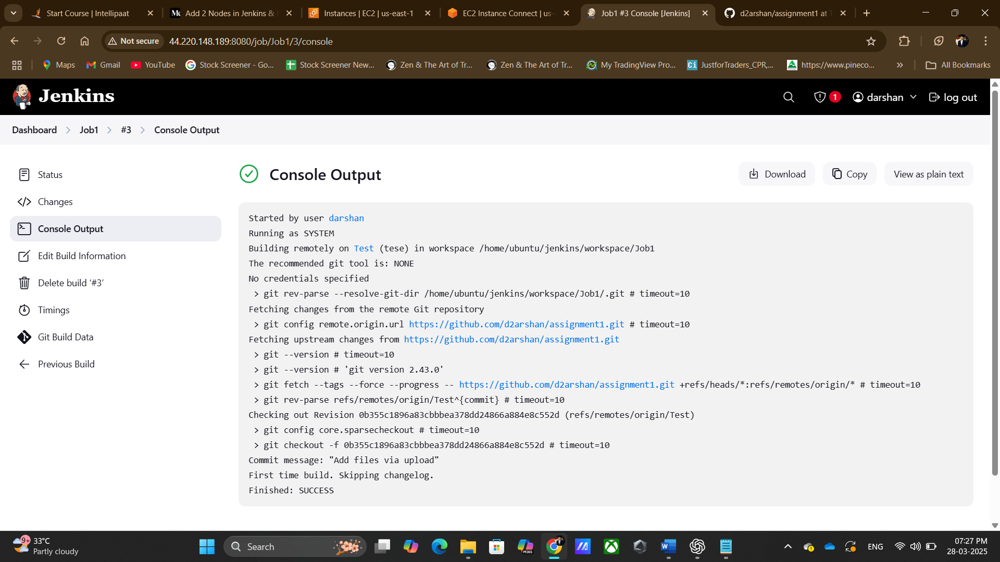 Start Course | Intellipaat
Add 2 Nodes in Jenkins &
Instances | EC2 | us-east-1
EC2 Instance Connect | us-
Job1 #3 Console [Jenkins]
d2arshan/assignment1 at T
Not secure 44.220.148.189:8080/job/Job1/3/console
Maps Gmail YouTube Stock Screener - Go... Stock Screener New... Zen & The Art of Tr... Zen & The Art of Tr... My TradingView Pro... JustforTraders_CPR,... https://www.pineco... All Bookmarks
Jenkins 1 darshan log out
Dashboard Job1 #3 Console Output
Status
Changes
Console Output
Edit Build Information
Delete build ‘#3’
Timings
Git Build Data
Previous Build
Console Output Download Copy View as plain text
Started by user darshan
Running as SYSTEM
Building remotely on Test (tese) in workspace /home/ubuntu/jenkins/workspace/Job1
The recommended git tool is: NONE
No credentials specified
> git rev-parse --resolve-git-dir /home/ubuntu/jenkins/workspace/Job1/.git # timeout=10
Fetching changes from the remote Git repository
> git config remote.origin.url https://github.com/d2arshan/assignment1.git # timeout=10
Fetching upstream changes from https://github.com/d2arshan/assignment1.git
> git --version # timeout=10
> git --version # 'git version 2.43.0'
> git fetch --tags --force --progress -- https://github.com/d2arshan/assignment1.git +refs/heads/*:refs/remotes/origin/* # timeout=10
> git rev-parse refs/remotes/origin/Test^{commit} # timeout=10
Checking out Revision 0b355c1896a83cbbbea378dd24866a884e8c552d (refs/remotes/origin/Test)
> git config core.sparsecheckout # timeout=10
> git checkout -f 0b355c1896a83cbbbea378dd24866a884e8c552d # timeout=10
Commit message: "Add files via upload"
First time build. Skipping changelog.
Finished: SUCCESS
9+ 33°C
Partly cloudy
Search
ENG
07:27 PM
28-03-2025